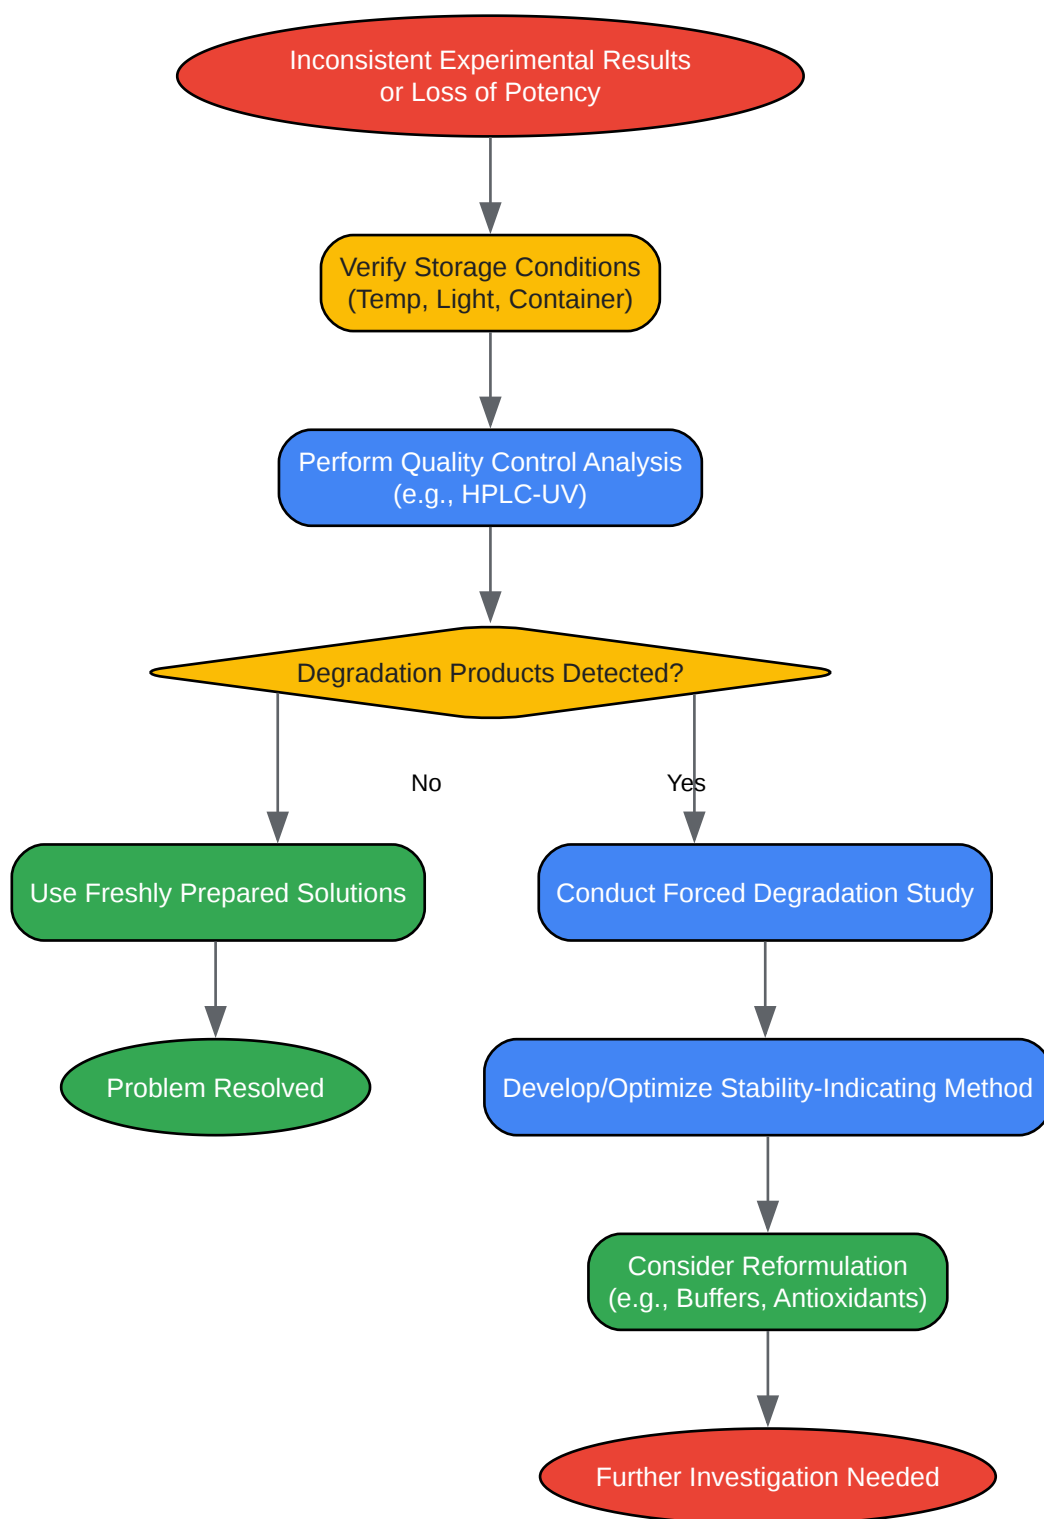 Inconsistent Experimental Results
or Loss of Potency
Verify Storage Conditions
(Temp, Light, Container)
Perform Quality Control Analysis
(e.g., HPLC-UV)
Degradation Products Detected?
No
Yes
Use Freshly Prepared Solutions
Conduct Forced Degradation Study
Problem Resolved
Develop/Optimize Stability-Indicating Method
Consider Reformulation
(e.g., Buffers, Antioxidants)
Further Investigation Needed